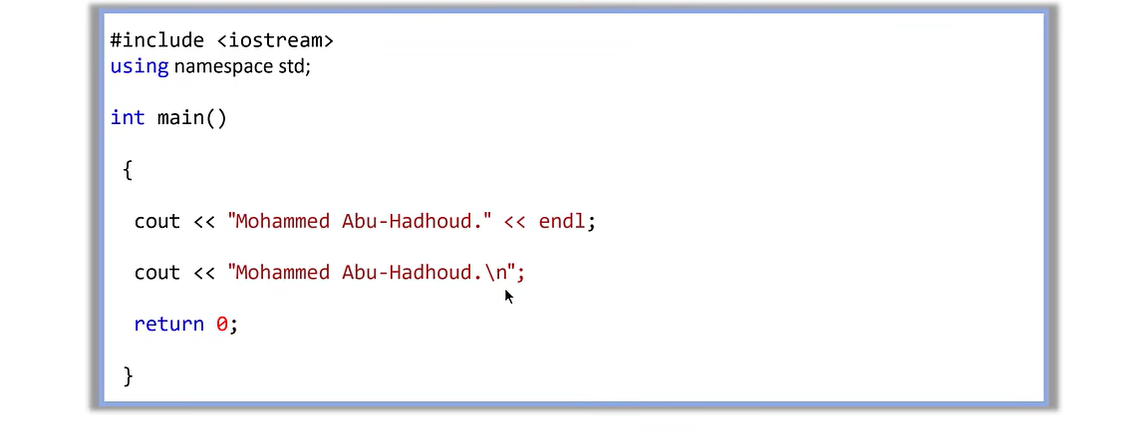 #include <iostream>
using namespace std;
int main()
{
cout << "Mohammed Abu-Hadhoud." << endl;
cout << "Mohammed Abu-Hadhoud.\n";
return 0;
}